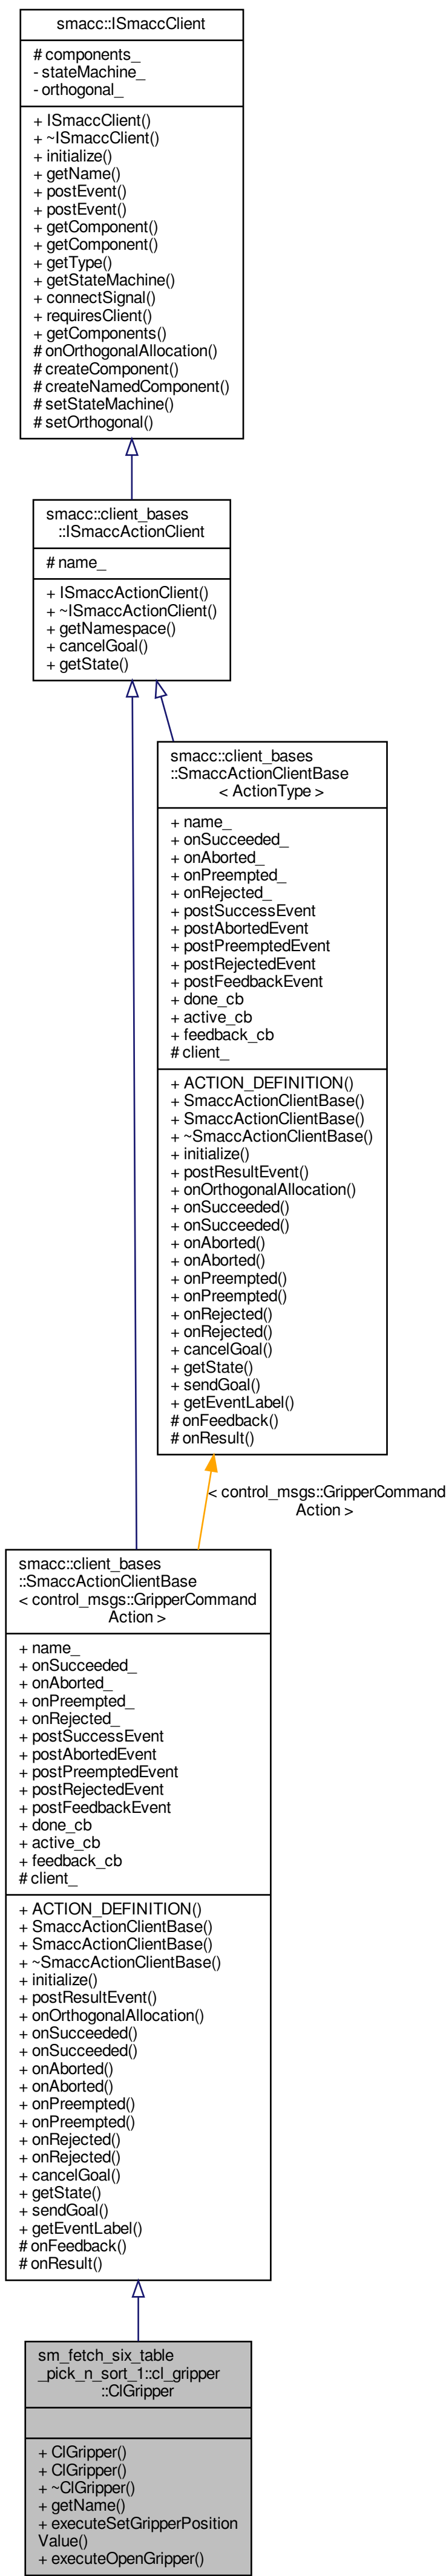 smacc::ISmaccClient
# components_
- stateMachine_
- orthogonal_
+ ISmaccClient()
+ ~ISmaccClient()
+ initialize()
+ getName()
+ postEvent()
+ postEvent()
+ getComponent()
+ getComponent()
+ getType()
+ getStateMachine()
+ connectSignal()
+ requiresClient()
+ getComponents()
# onOrthogonalAllocation()
# createComponent()
# createNamedComponent()
# setStateMachine()
# setOrthogonal()
smacc::client_bases
::ISmaccActionClient
# name_
+ ISmaccActionClient()
+ ~ISmaccActionClient()
+ getNamespace()
+ cancelGoal()
+ getState()
smacc::client_bases
::SmaccActionClientBase
< ActionType >
+ name_
+ onSucceeded_
+ onAborted_
+ onPreempted_
+ onRejected_
+ postSuccessEvent
+ postAbortedEvent
+ postPreemptedEvent
+ postRejectedEvent
+ postFeedbackEvent
+ done_cb
+ active_cb
+ feedback_cb
# client_
+ ACTION_DEFINITION()
+ SmaccActionClientBase()
+ SmaccActionClientBase()
+ ~SmaccActionClientBase()
+ initialize()
+ postResultEvent()
+ onOrthogonalAllocation()
+ onSucceeded()
+ onSucceeded()
+ onAborted()
+ onAborted()
+ onPreempted()
+ onPreempted()
+ onRejected()
+ onRejected()
+ cancelGoal()
+ getState()
+ sendGoal()
+ getEventLabel()
# onFeedback()
# onResult()
< control_msgs::GripperCommand
Action >
smacc::client_bases
::SmaccActionClientBase
< control_msgs::GripperCommand
Action >
+ name_
+ onSucceeded_
+ onAborted_
+ onPreempted_
+ onRejected_
+ postSuccessEvent
+ postAbortedEvent
+ postPreemptedEvent
+ postRejectedEvent
+ postFeedbackEvent
+ done_cb
+ active_cb
+ feedback_cb
# client_
+ ACTION_DEFINITION()
+ SmaccActionClientBase()
+ SmaccActionClientBase()
+ ~SmaccActionClientBase()
+ initialize()
+ postResultEvent()
+ onOrthogonalAllocation()
+ onSucceeded()
+ onSucceeded()
+ onAborted()
+ onAborted()
+ onPreempted()
+ onPreempted()
+ onRejected()
+ onRejected()
+ cancelGoal()
+ getState()
+ sendGoal()
+ getEventLabel()
# onFeedback()
# onResult()
sm_fetch_six_table
_pick_n_sort_1::cl_gripper
::ClGripper
+ ClGripper()
+ ClGripper()
+ ~ClGripper()
+ getName()
+ executeSetGripperPosition
Value()
+ executeOpenGripper()